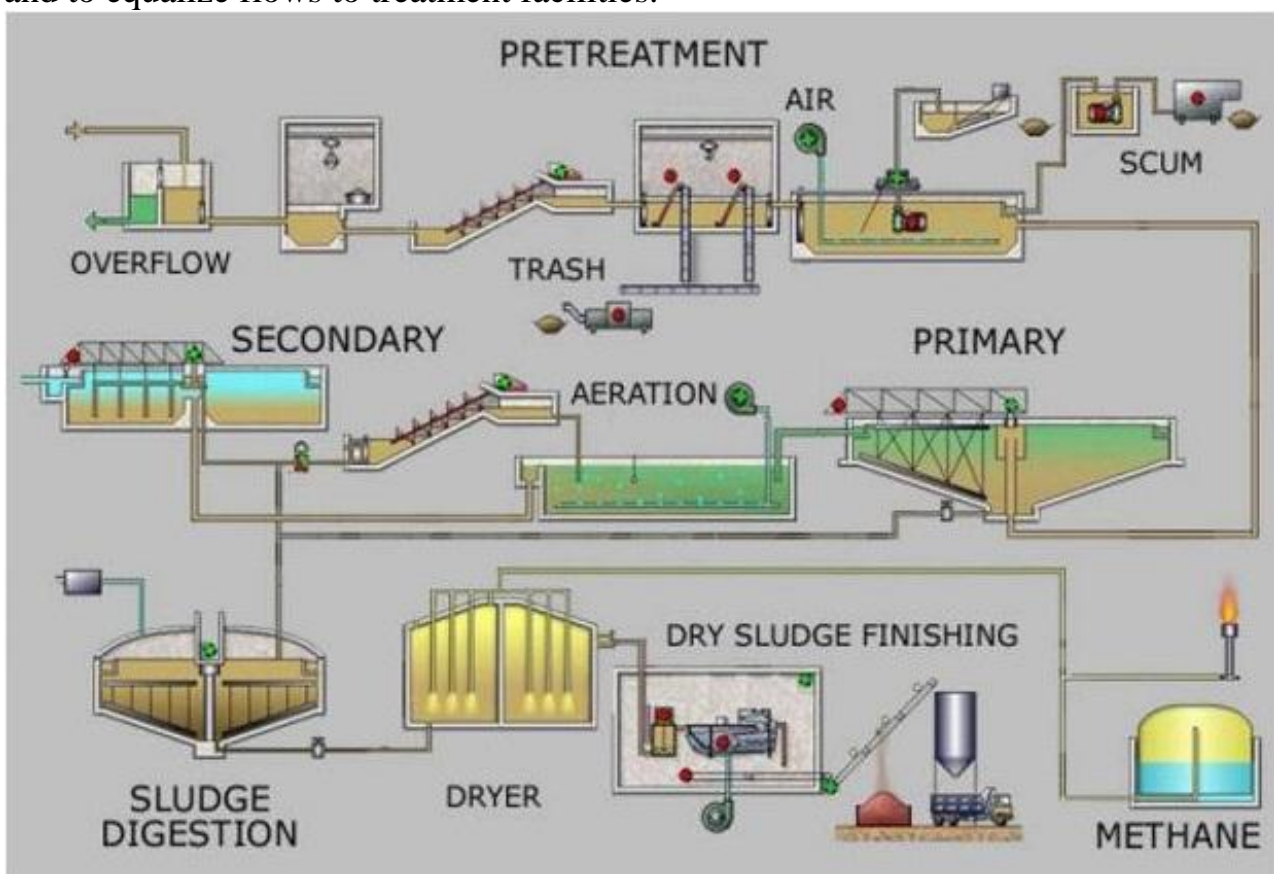 and to equalize flows to treatment facilities.
PRETREATMENT
AIR
SCUM
OVERFLOW
TRASH
SECONDARY
PRIMARY
AERATION
DRY SLUDGE FINISHING
SLUDGE
DIGESTION
DRYER
METHANE